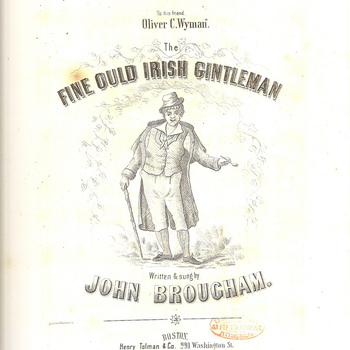 To his friend
Oliver C. Wyman.
The
FINE OULD IRISH GINTLEMAN
Written & sung by
JOHN BROUGHAM.
BOSTON
Henry Tolman & Co. 291 Washington St.